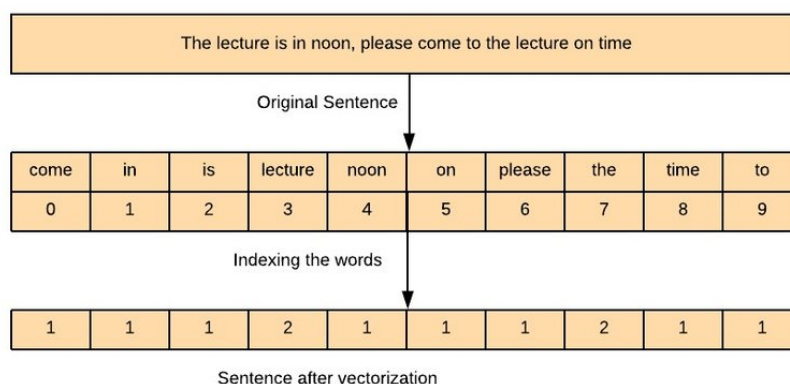 The lecture is in noon, please come to the lecture on time
Original Sentence
come in is lecture noon on please the time to
0 1 2 3 4 5 6 7 8 9
Indexing the words
1 1 1 2 1 1 1 2 1 1
Sentence after vectorization